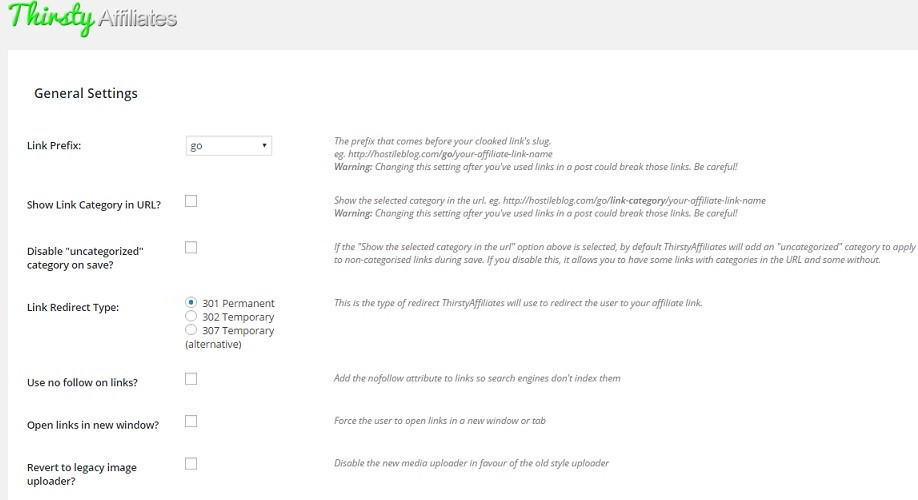 Thirsty Affiliates
General Settings
Link Prefix:
go
The prefix that comes before your cloaked link's slug.
eg. http://hostileblog.com/go/your-affiliate-link-name
Warning: Changing this setting after you've used links in a post could break those links. Be careful!
Show Link Category in URL?
Show the selected category in the url. eg. http://hostileblog.com/go/link-category/your-affiliate-link-name
Warning: Changing this setting after you've used links in a post could break those links. Be careful!
Disable "uncategorized"
category on save?
If the "Show the selected category in the url" option above is selected, by default ThirstyAffiliates will add an "uncategorized" category to apply
to non-categorised links during save. If you disable this, it allows you to have some links with categories in the URL and some without.
Link Redirect Type:
301 Permanent
302 Temporary
307 Temporary
(alternative)
This is the type of redirect ThirstyAffiliates will use to redirect the user to your affiliate link.
Use no follow on links?
Add the nofollow attribute to links so search engines don't index them
Open links in new window?
Force the user to open links in a new window or tab
Revert to legacy image
uploader?
Disable the new media uploader in favour of the old style uploader